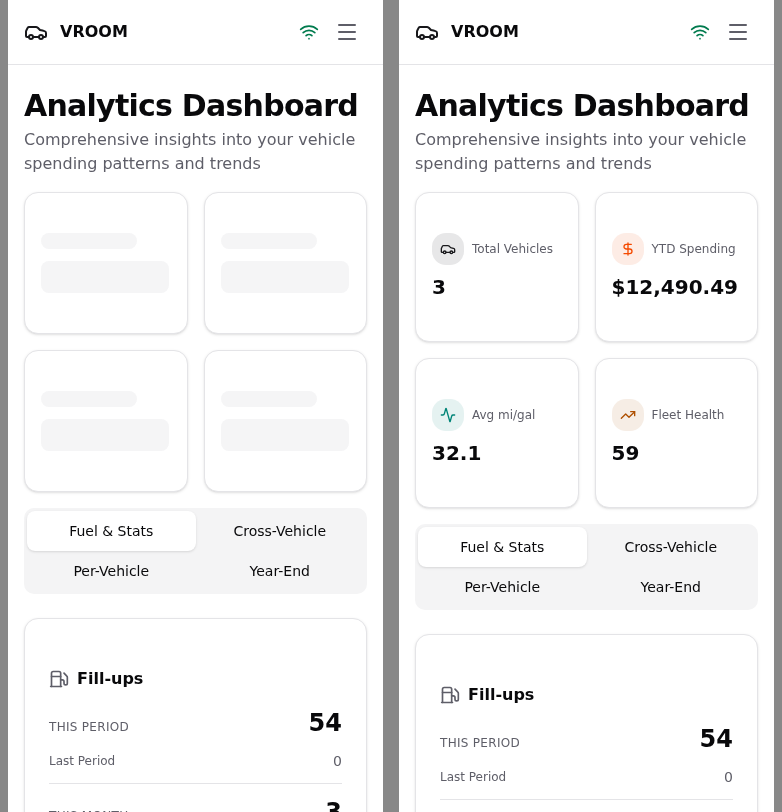 VROOM
Analytics Dashboard
Comprehensive insights into your vehicle
spending patterns and trends
Fuel & Stats
Cross-Vehicle
Per-Vehicle
Year-End
Fill-ups
THIS PERIOD
54
Last Period
0
THIS MONTH
3
VROOM
Analytics Dashboard
Comprehensive insights into your vehicle
spending patterns and trends
Total Vehicles
3
YTD Spending
$12,490.49
Avg mi/gal
32.1
Fleet Health
59
Fuel & Stats
Cross-Vehicle
Per-Vehicle
Year-End
Fill-ups
THIS PERIOD
54
Last Period
0